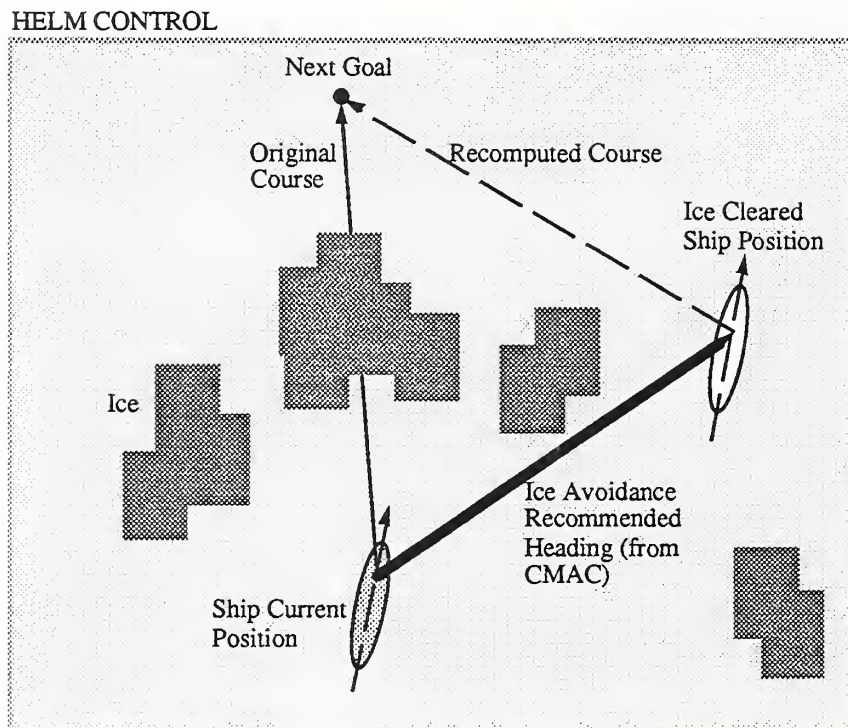 HELM CONTROL
Next Goal
Original
Course
Recomputed Course
Ice Cleared
Ship Position
Ice
Ice Avoidance
Recommended
Heading (from
CMAC)
Ship Current
Position